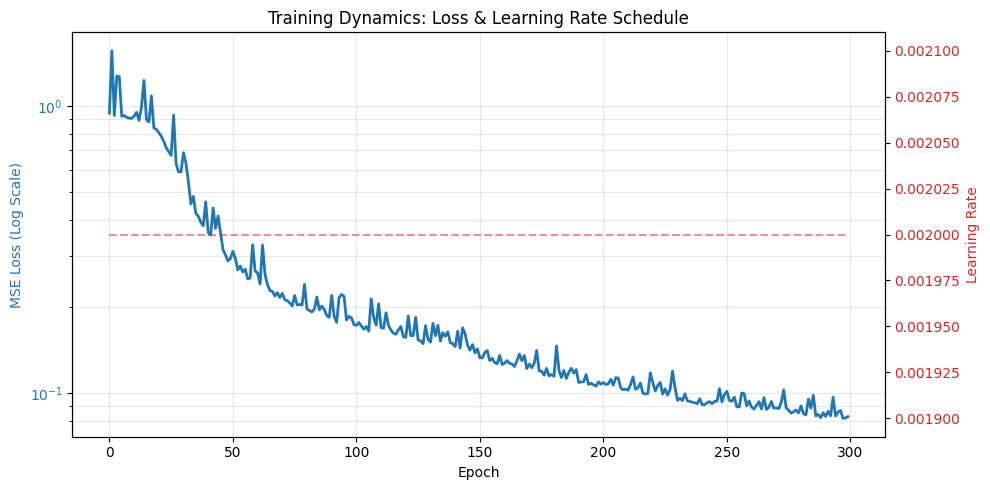 Training Dynamics: Loss & Learning Rate Schedule
MSE Loss (Log Scale)
10^0
10^-1
0.002100
0.002075
0.002050
0.002025
0.002000
0.001975
0.001950
0.001925
0.001900
Learning Rate
0 50 100 150 200 250 300
Epoch